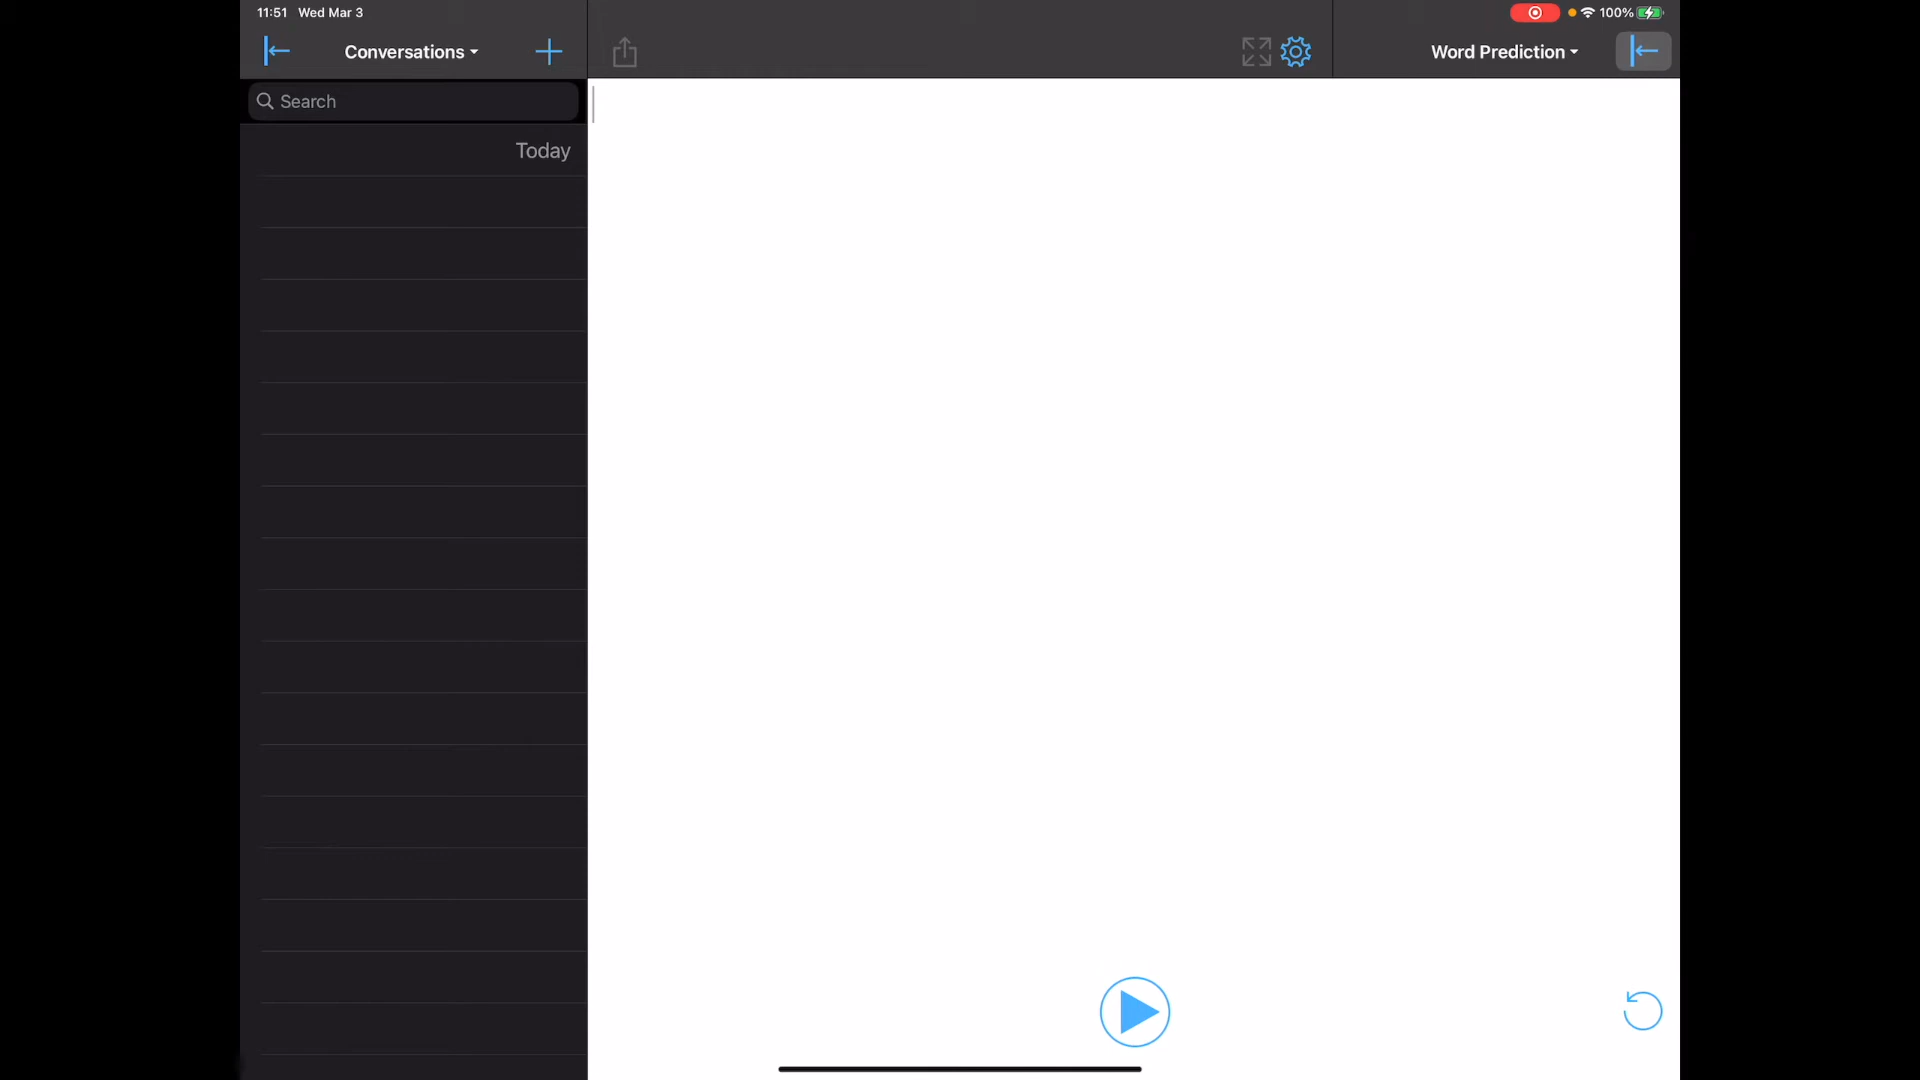 11:51 Wed Mar 3
100%
Conversations
Word Prediction
Search
Today